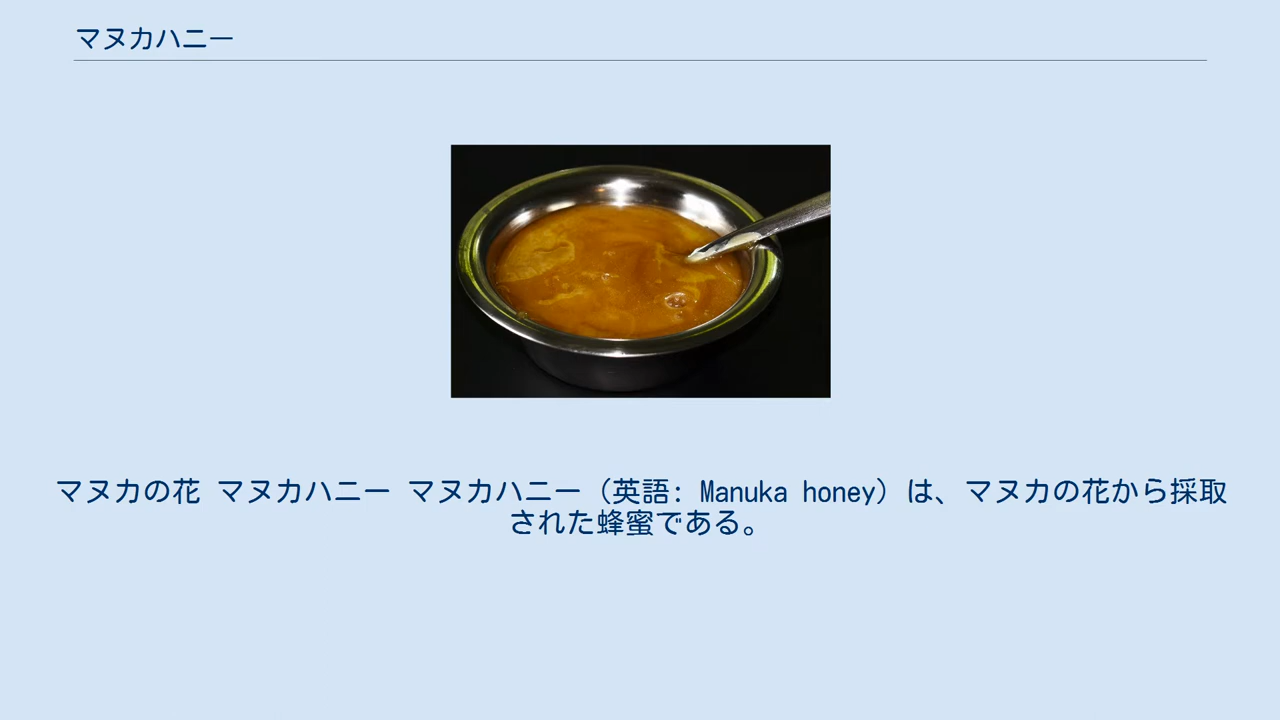 マヌカハニー
マヌカの花 マヌカハニー マヌカハニー（英語: Manuka honey）は、マヌカの花から採取
された蜂蜜である。